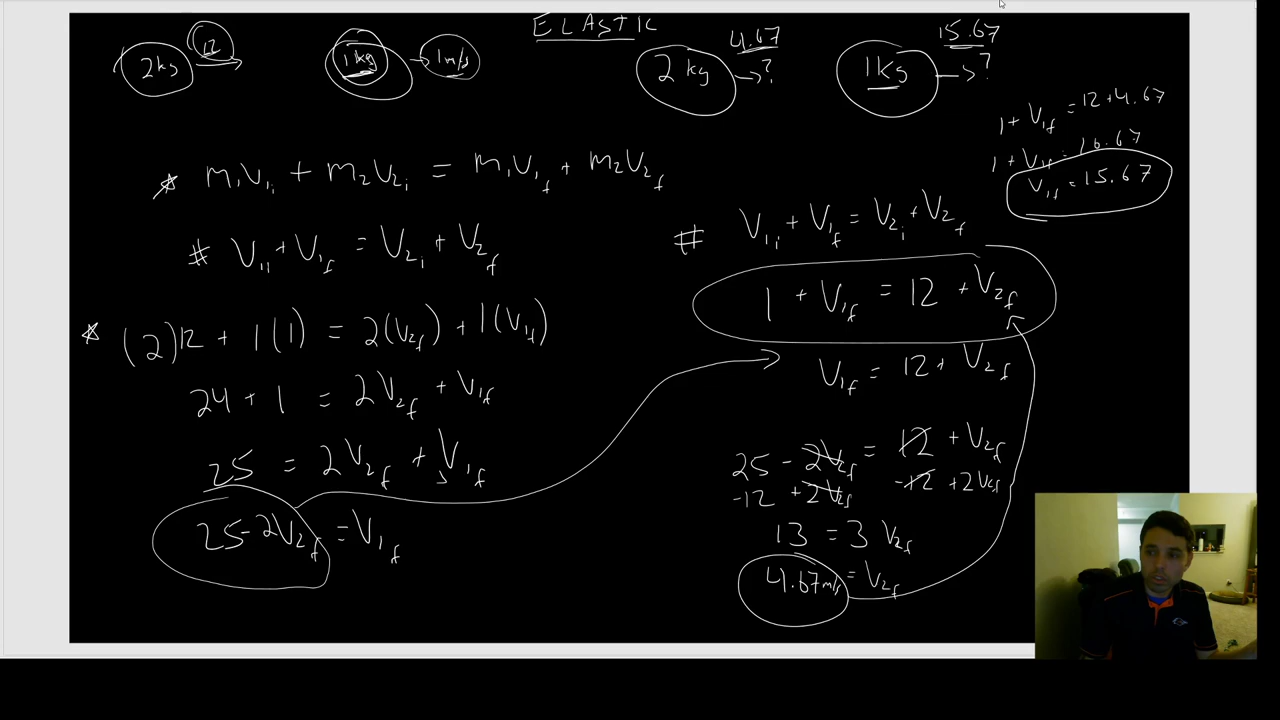 ELASTIC
2kg 12 1kg 1m/s 2kg 4.67 ? 1kg 15.67 ?
* m₁V₁ᵢ + m₂V₂ᵢ = m₁V₁f + m₂V₂f
# V₁ᵢ + V₁f = V₂ᵢ + V₂f
* (2)12 + 1(1) = 2(V₂f) + 1(V₁f)
24 + 1 = 2V₂f + V₁f
25 = 2V₂f + V₁f
25 - 2V₂f = V₁f
# V₁ᵢ + V₁f = V₂ᵢ + V₂f
1 + V₁f = 12 + V₂f
V₁f = 12 + V₂f
25 - 2V₂f = 12 + V₂f
-12 + 2V₂f -12 + 2V₂f
13 = 3 V₂f
4.67m/s = V₂f
1 + V₁f = 12 + 4.67
1 + V₁f = 16.67
V₁f = 15.67